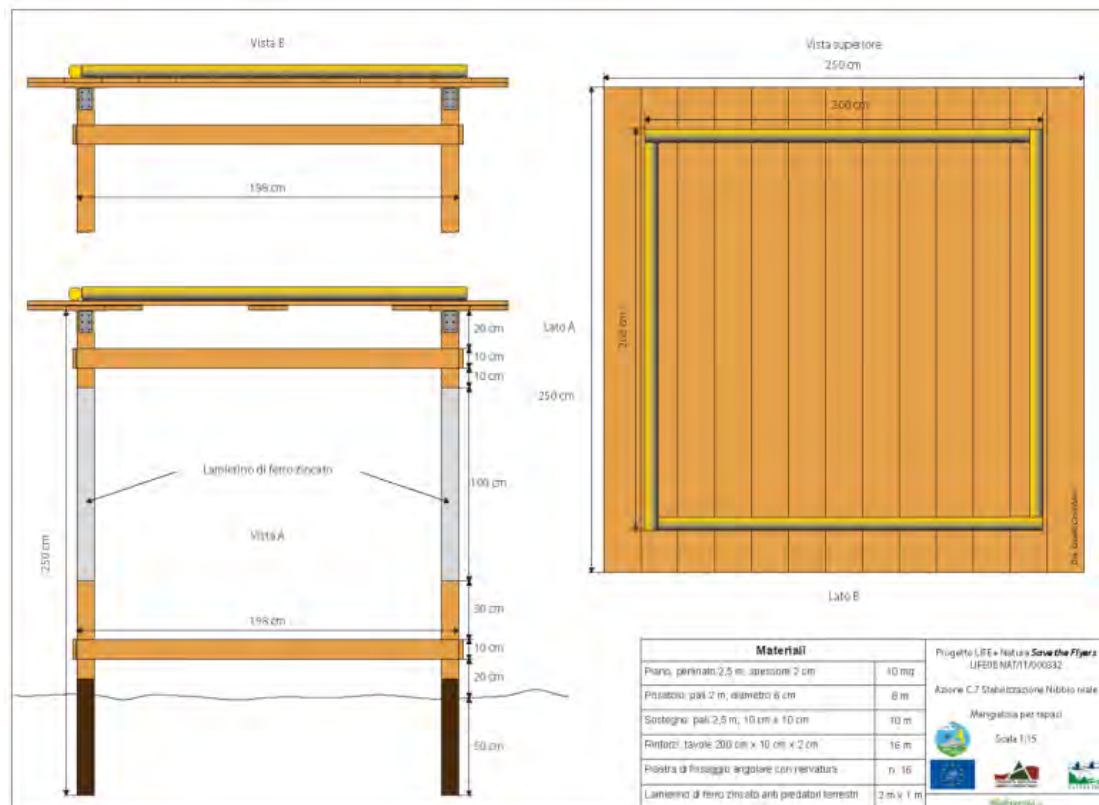 Vista B
198 cm
20 cm
10 cm
10 cm
Lamierino di ferro zincato
100 cm
Vista A
250 cm
30 cm
198 cm
10 cm
20 cm
50 cm
Vista superiore
250 cm
200 cm
Lato A
200 cm
250 cm
Lato B
Materiali
Piano, perlinato 2,5 m, spessore 2 cm
10 mq
Posatoio, pali 2 m, diametro 6 cm
8 m
Sostegno, pali 2,5 m, 10 cm x 10 cm
10 m
Rinforzi, tavole 200 cm x 10 cm x 2 cm
16 m
Piastra di fissaggio angolare con nervatura
n. 16
Lamierino di ferro zincato anti predatori terrestri
2 m x 1 m
Progetto LIFE+ Natura Save the Flyers
LIFE08 NAT/IT/000332
Azione C.7 Stabilizzazione Nibbio reale
Mangiatoia per rapaci
Scala 1:15